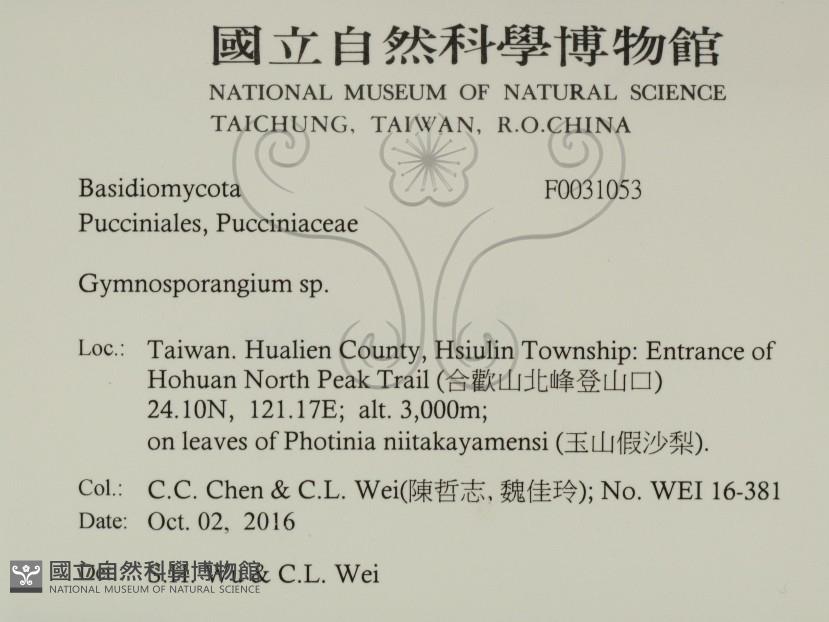 國立自然科學博物館
NATIONAL MUSEUM OF NATURAL SCIENCE
TAICHUNG, TAIWAN, R.O.CHINA
Basidiomycota F0031053
Pucciniales, Pucciniaceae
Gymnosporangium sp.
Loc.: Taiwan. Hualien County, Hsiulin Township: Entrance of
Hohuan North Peak Trail (合歡山北峰登山口)
24.10N, 121.17E; alt. 3,000m;
on leaves of Photinia niitakayamensi (玉山假沙梨).
Col.: C.C. Chen & C.L. Wei(陳哲志, 魏佳玲); No. WEI 16-381
Date: Oct. 02, 2016
S.H. Wu & C.L. Wei
國立自然科學博物館
NATIONAL MUSEUM OF NATURAL SCIENCE